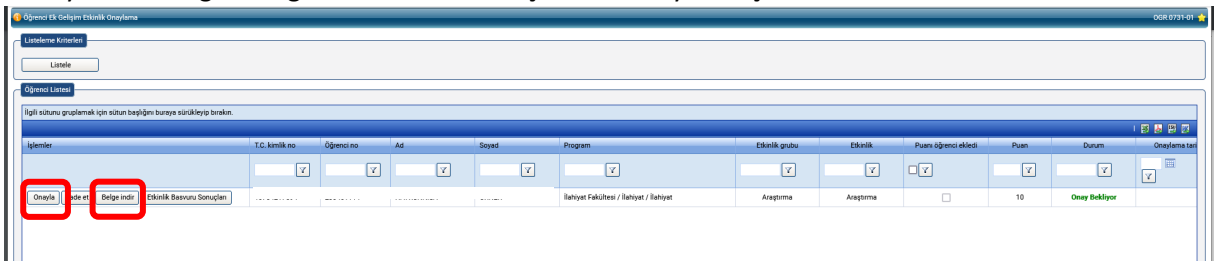 Öğrenci Ek Gelişim Etkinlik Onaylama OGR.0731-01
Listeleme Kriterleri
Listele
Öğrenci Listesi
İlgili sütunu gruplamak için sütun başlığını buraya sürükleyip bırakın.
İşlemler T.C. kimlik no Öğrenci no Ad Soyad Program Etkinlik grubu Etkinlik Puanı öğrenci ekledi Puan Durum Onaylama tari
Onayla ade et Belge indir Etkinlik Basvuru Sonuçları İlahiyat Fakültesi / İlahiyat / İlahiyat Araştırma Araştırma 10 Onay Bekliyor